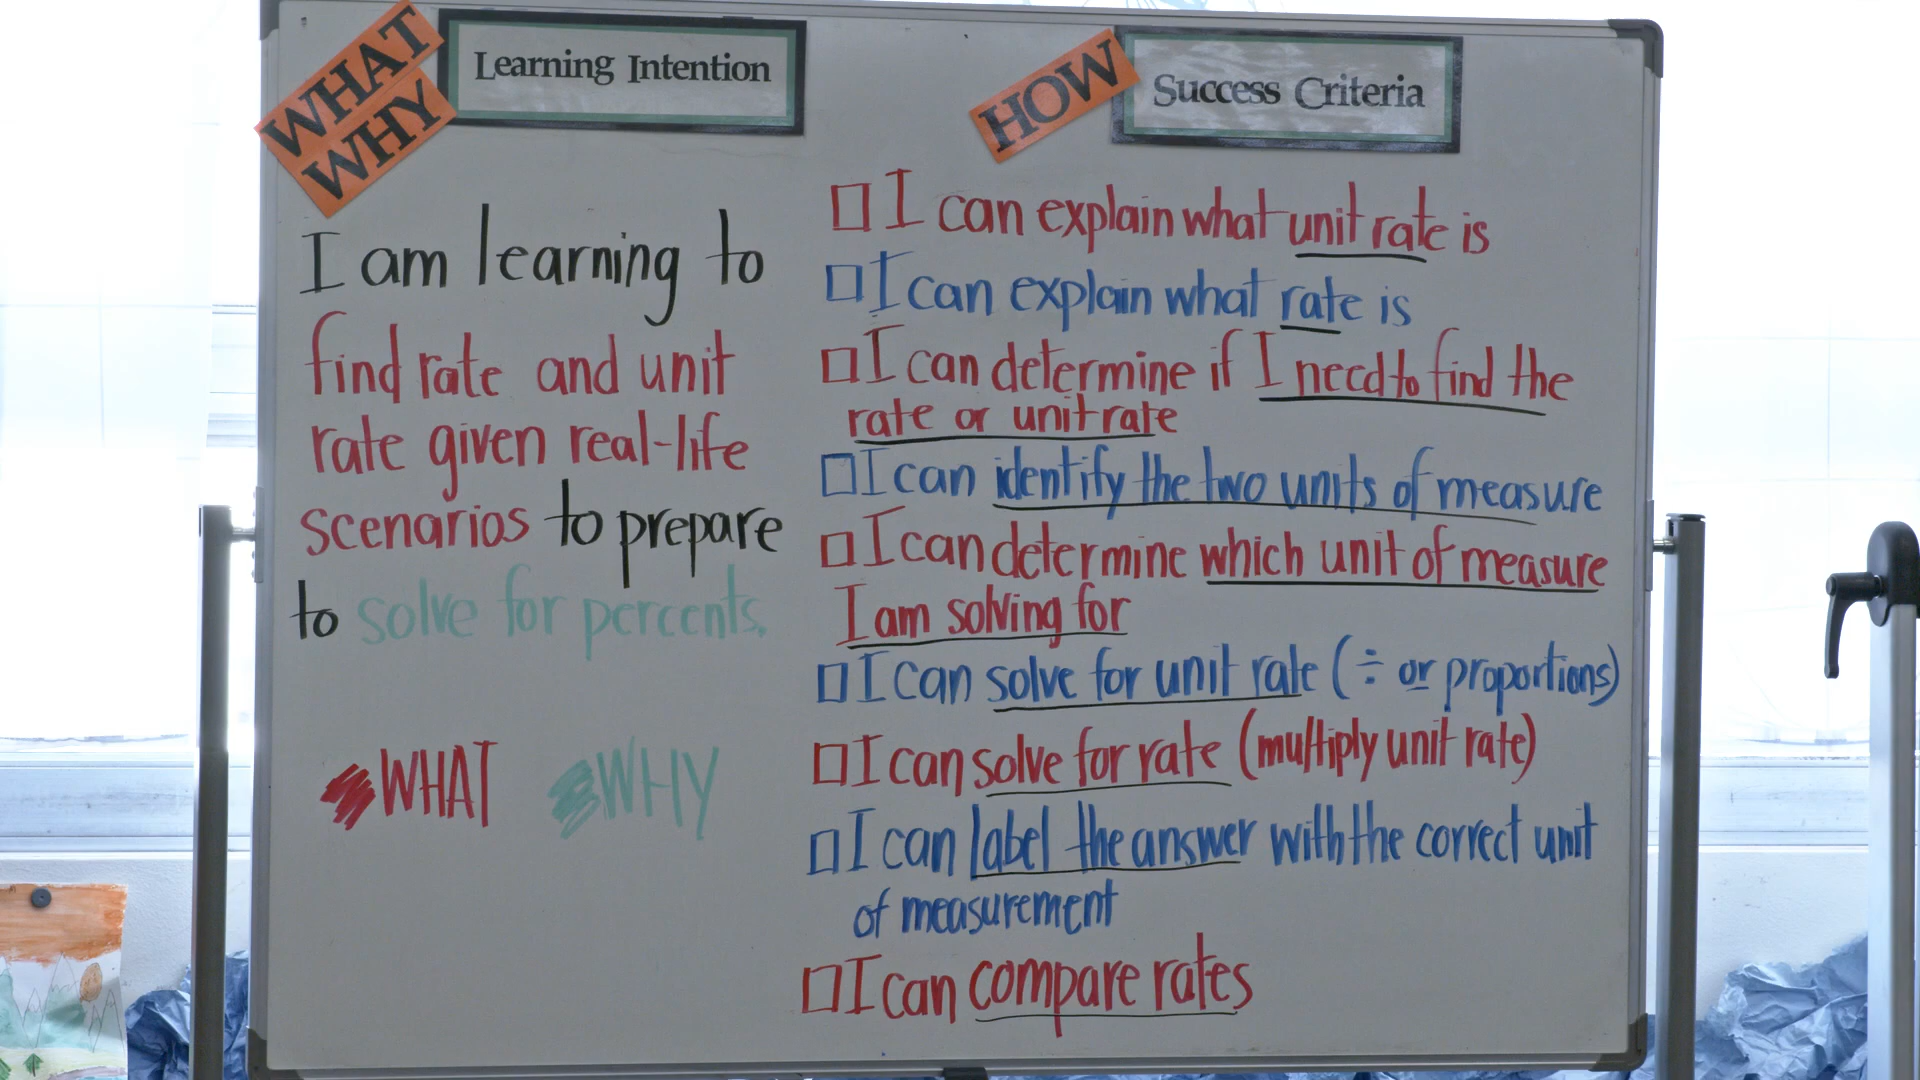 WHAT
WHY
Learning Intention
I am learning to
find rate and unit
rate given real-life
scenarios to prepare
to solve for percents.
WHAT WHY
HOW
Success Criteria
I can explain what unit rate is
I can explain what rate is
I can determine if I need to find the
rate or unit rate
I can identify the two units of measure
I can determine which unit of measure
I am solving for
I can solve for unit rate (÷ or proportions)
I can solve for rate (multiply unit rate)
I can label the answer with the correct unit
of measurement
I can compare rates